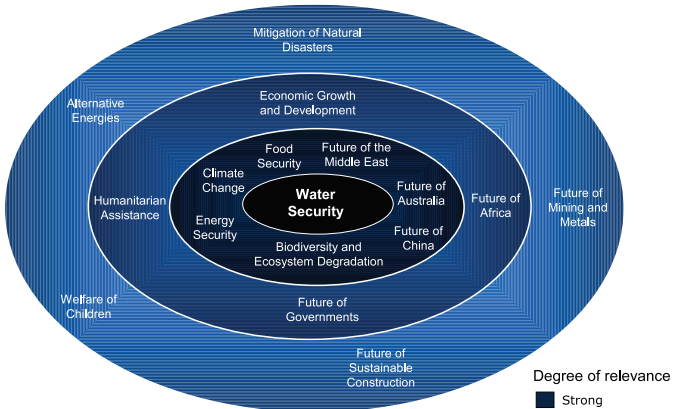 Mitigation of Natural
Disasters
Alternative
Energies
Economic Growth
and Development
Food
Security
Future of the
Middle East
Climate
Change
Water
Security
Humanitarian
Assistance
Future of
Australia
Future of
Africa
Future of
Mining and
Metals
Energy
Security
Future of
China
Biodiversity and
Ecosystem Degradation
Welfare of
Children
Future of
Governments
Future of
Sustainable
Construction
Degree of relevance
Strong